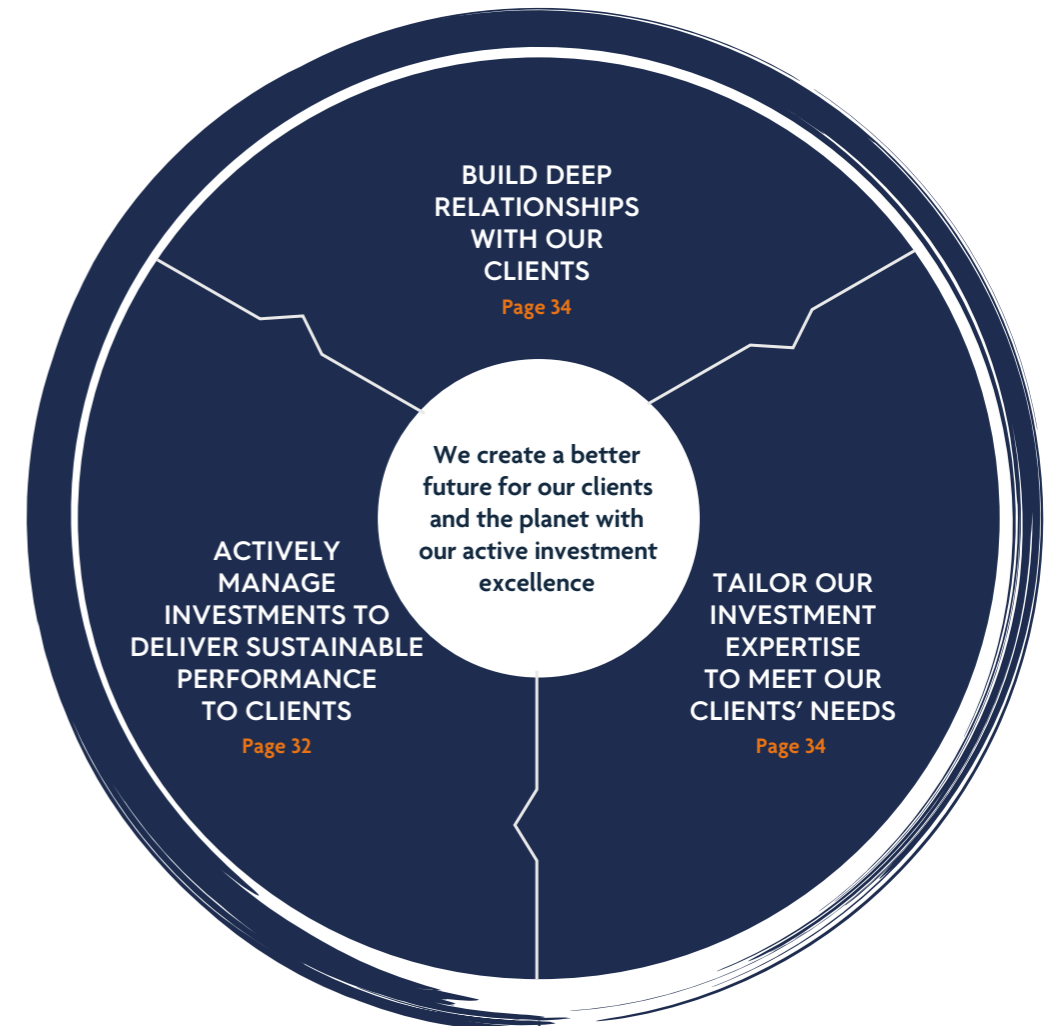 BUILD DEEP
RELATIONSHIPS
WITH OUR
CLIENTS
Page 34
We create a better
future for our clients
and the planet with
our active investment
excellence
ACTIVELY
MANAGE
INVESTMENTS TO
DELIVER SUSTAINABLE
PERFORMANCE
TO CLIENTS
Page 32
TAILOR OUR
INVESTMENT
EXPERTISE
TO MEET OUR
CLIENTS’ NEEDS
Page 34